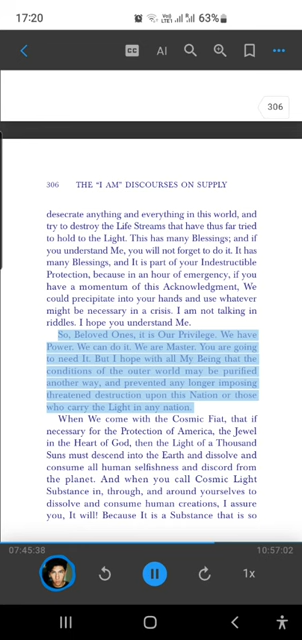 17:20
63%
CC
AI
306
306 THE "I AM" DISCOURSES ON SUPPLY
desecrate anything and everything in this world, and
try to destroy the Life Streams that have thus far tried
to hold to the Light. This has many Blessings; and if
you understand Me, you will not forget to do it. It has
many Blessings, and It is part of your Indestructible
Protection, because in an hour of emergency, if you
have a momentum of this Acknowledgment, We
could precipitate into your hands and use whatever
might be necessary in a crisis. I am not talking in
riddles. I hope you understand Me.
So, Beloved Ones, it is Our Privilege. We have
Power. We can do it. We are Master. You are going
to need It. But I hope with all My Being that the
conditions of the outer world may be purified
another way, and prevented any longer imposing
threatened destruction upon this Nation or those
who carry the Light in any nation.
When We come with the Cosmic Fiat, that if
necessary for the Protection of America, the Jewel
in the Heart of God, then the Light of a Thousand
Suns must descend into the Earth and dissolve and
consume all human selfishness and discord from
the planet. And when you call Cosmic Light
Substance in, through, and around yourselves to
dissolve and consume human creations, I assure
you, It will! Because It is a Substance that is so
07:45:38
10:57:02
1x